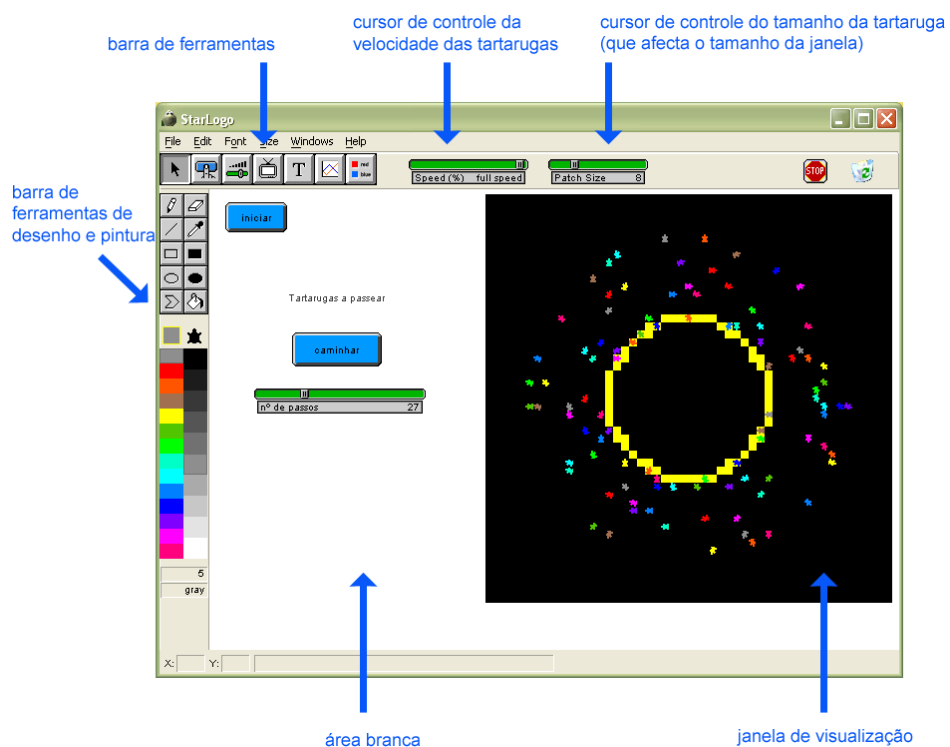 cursor de controle da
velocidade das tartarugas
cursor de controle do tamanho da tartaruga
(que afecta o tamanho da janela)
barra de ferramentas
StarLogo
File Edit Font Size Windows Help
T
red
blue
Speed (%) full speed
Patch Size 8
STOP
barra de
ferramentas de
desenho e pintura
iniciar
Tartarugas a passear
caminhar
nº de passos 27
5
gray
X: Y:
área branca
janela de visualização